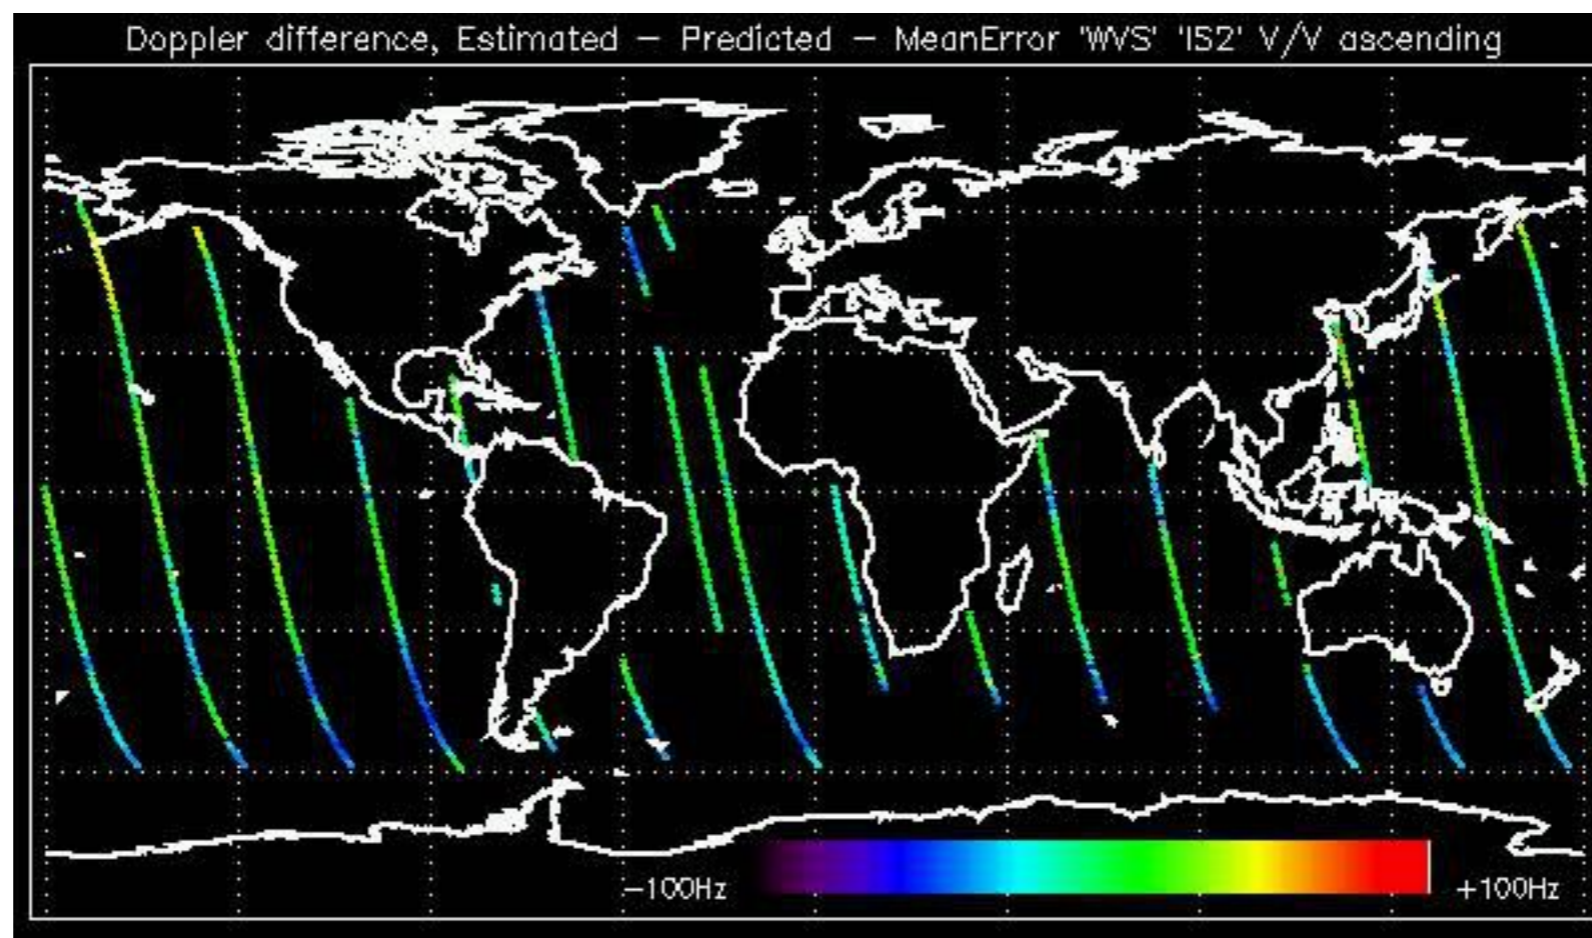 Doppler difference, Estimated – Predicted – MeanError 'WVS' 'IS2' V/V ascending
–100Hz +100Hz